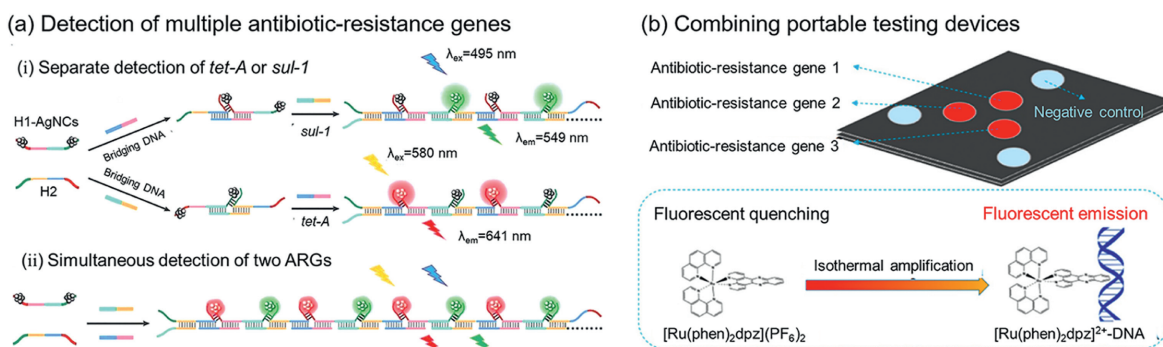 (a) Detection of multiple antibiotic-resistance genes
(i) Separate detection of tet-A or sul-1
H1-AgNCs
H2
Bridging DNA
Bridging DNA
sul-1
tet-A
λex=495 nm
λem=549 nm
λex=580 nm
λem=641 nm
(ii) Simultaneous detection of two ARGs
(b) Combining portable testing devices
Antibiotic-resistance gene 1
Antibiotic-resistance gene 2
Antibiotic-resistance gene 3
Negative control
Fluorescent quenching
Fluorescent emission
Isothermal amplification
[Ru(phen)₂dpz](PF₆)₂
[Ru(phen)₂dpz]²⁺-DNA